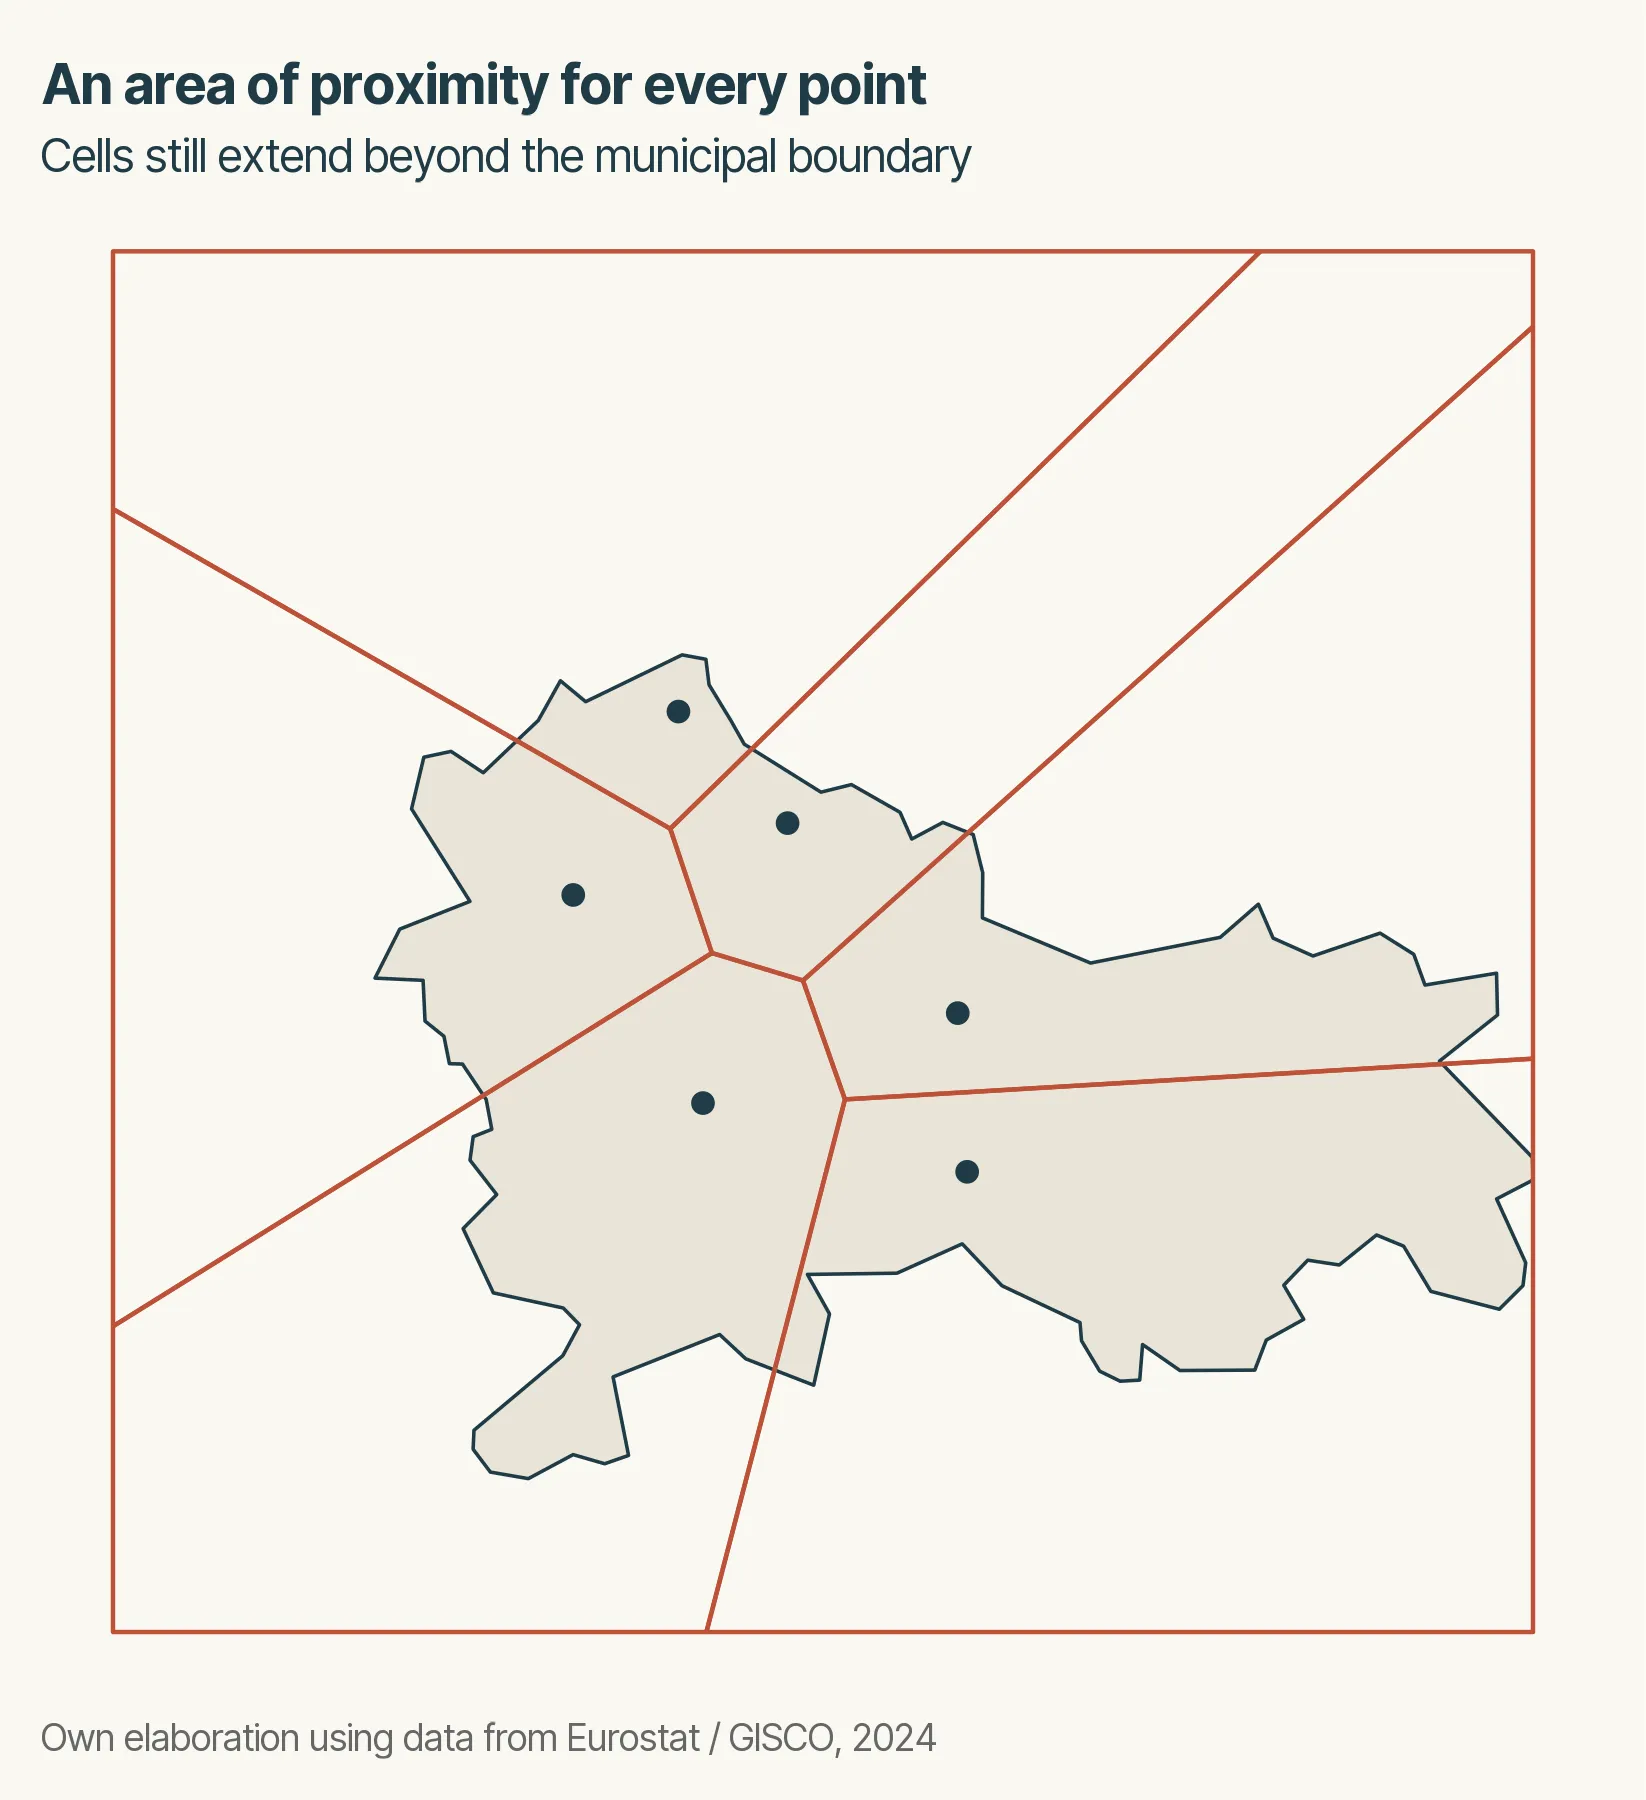 An area of proximity for every point
Cells still extend beyond the municipal boundary
Own elaboration using data from Eurostat / GISCO, 2024